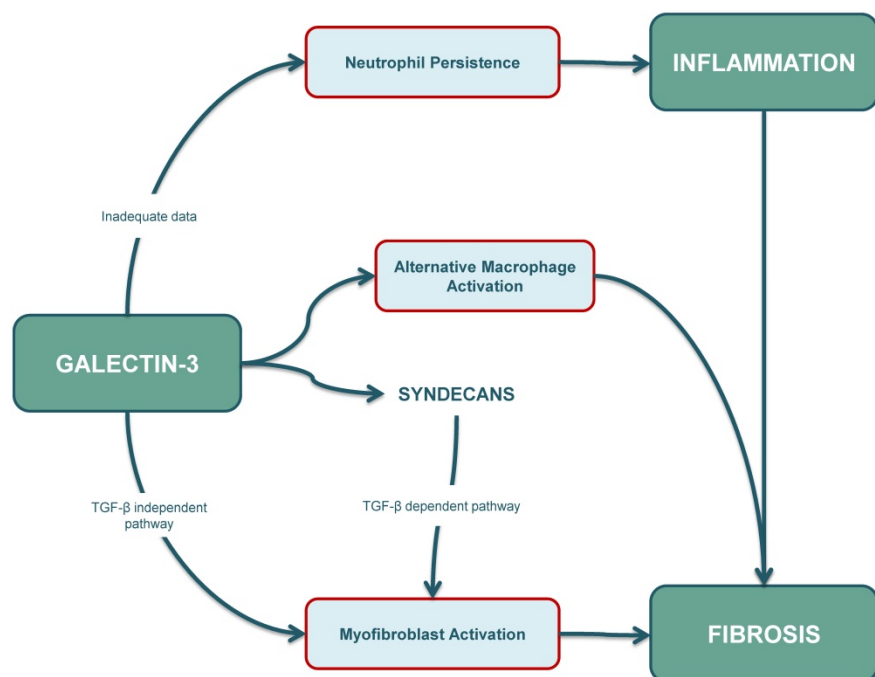 Neutrophil Persistence
INFLAMMATION
Inadequate data
Alternative Macrophage
Activation
GALECTIN-3
SYNDECANS
TGF-β independent
pathway
TGF-β dependent pathway
Myofibroblast Activation
FIBROSIS